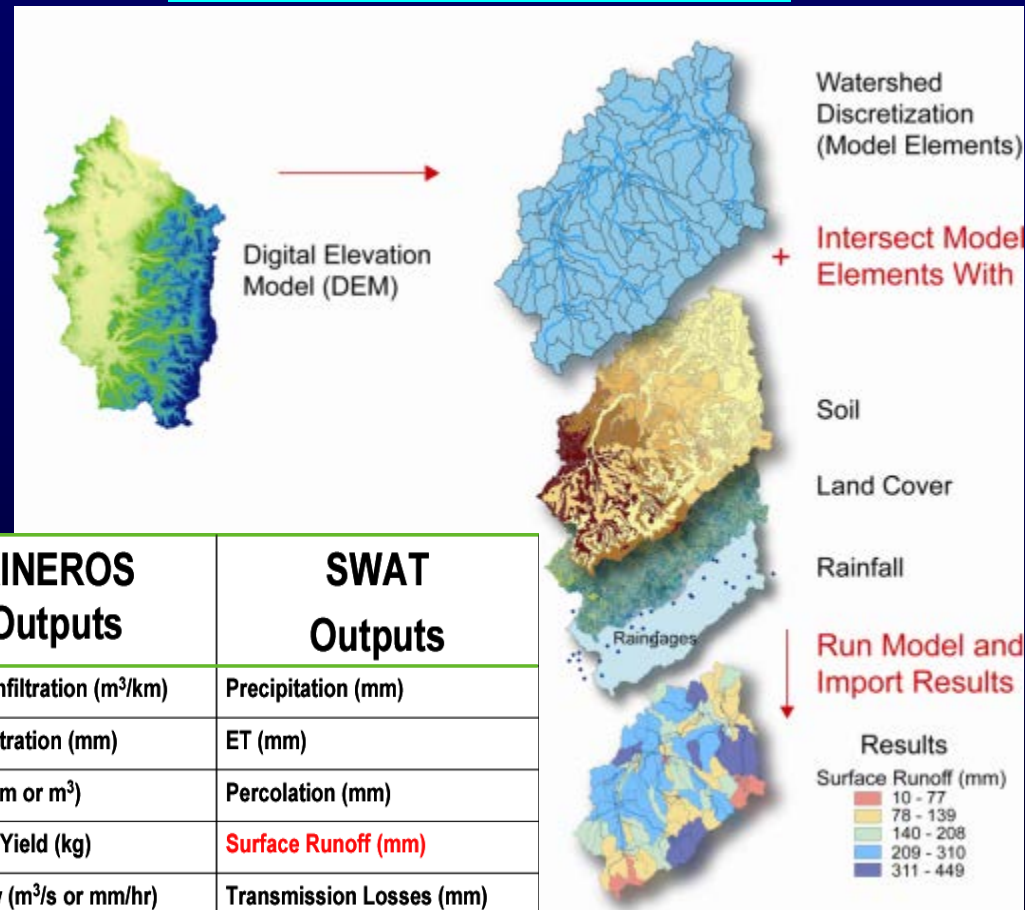 Watershed
Discretization
(Model Elements)
Digital Elevation
Model (DEM)
+
Intersect Model
Elements With
Soil
Land Cover
Rainfall
Raingages
Run Model and
Import Results
Results
Surface Runoff (mm)
10 - 77
78 - 139
140 - 208
209 - 310
311 - 449
INEROS
Outputs
SWAT
Outputs
nfiltration (m³/km)
Precipitation (mm)
tration (mm)
ET (mm)
m or m³)
Percolation (mm)
Yield (kg)
Surface Runoff (mm)
(m³/s or mm/hr)
Transmission Losses (mm)